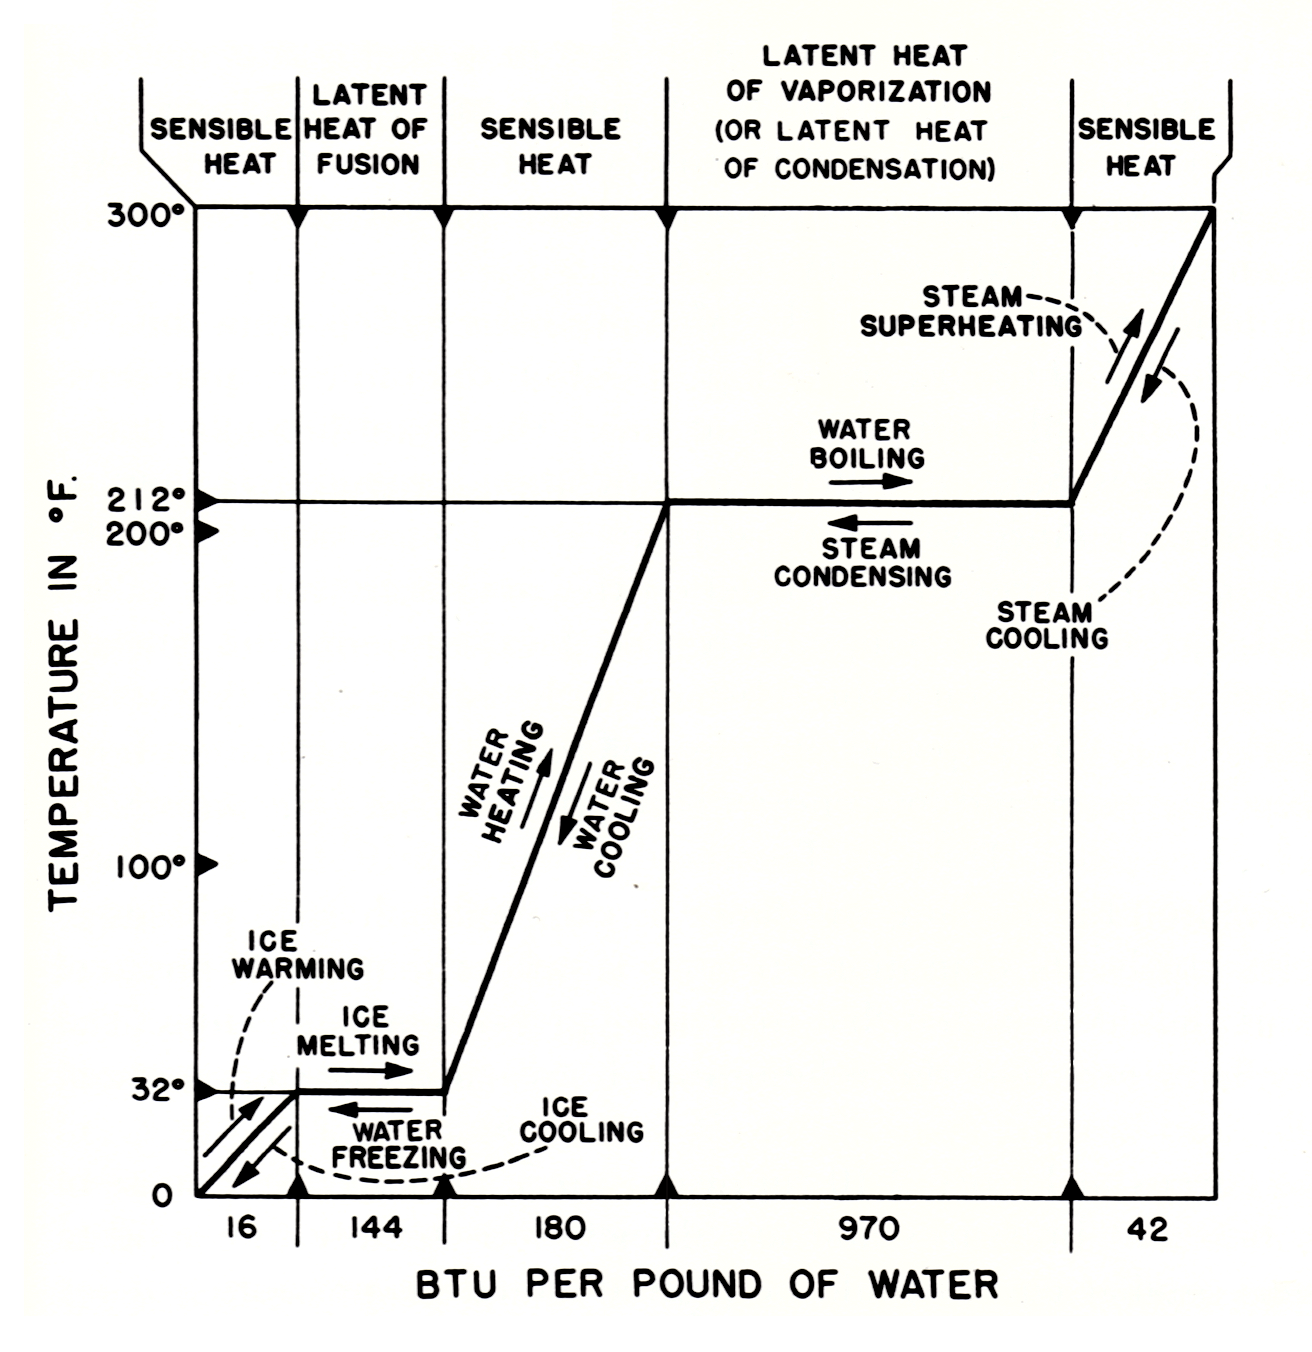 LATENT HEAT
OF VAPORIZATION
(OR LATENT HEAT
OF CONDENSATION)
SENSIBLE
HEAT
LATENT
HEAT OF
FUSION
SENSIBLE
HEAT
SENSIBLE
HEAT
300°
STEAM
SUPERHEATING
WATER
BOILING
212°
200°
STEAM
CONDENSING
STEAM
COOLING
TEMPERATURE IN °F.
WATER
HEATING
WATER
COOLING
100°
ICE
WARMING
ICE
MELTING
32°
WATER
FREEZING
ICE
COOLING
0
16
144
180
970
42
BTU PER POUND OF WATER